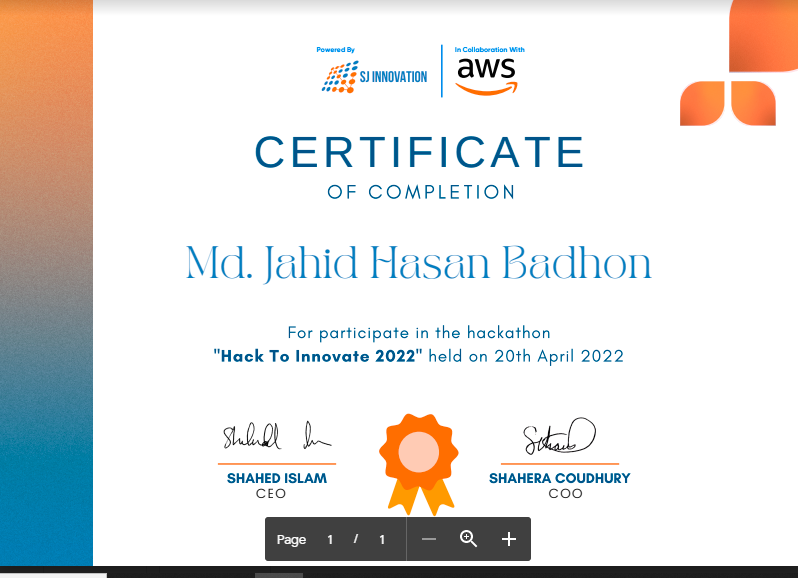 Powered By
In Collaboration With
SJ INNOVATION
aws
CERTIFICATE
OF COMPLETION
Md. Jahid Hasan Badhon
For participate in the hackathon
"Hack To Innovate 2022" held on 20th April 2022
SHAHED ISLAM
CEO
SHAHERA COUDHURY
COO
Page 1 / 1